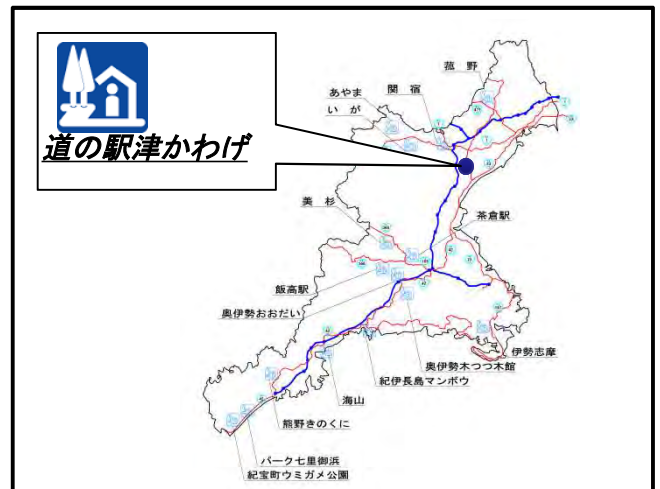 道の駅津かわげ
菰 野
関 宿
あやま
い が
美 杉
茶倉駅
飯高駅
奥伊勢おおだい
伊勢志摩
奥伊勢木つつ木館
紀伊長島マンボウ
海山
熊野きのくに
パーク七里御浜
紀宝町ウミガメ公園